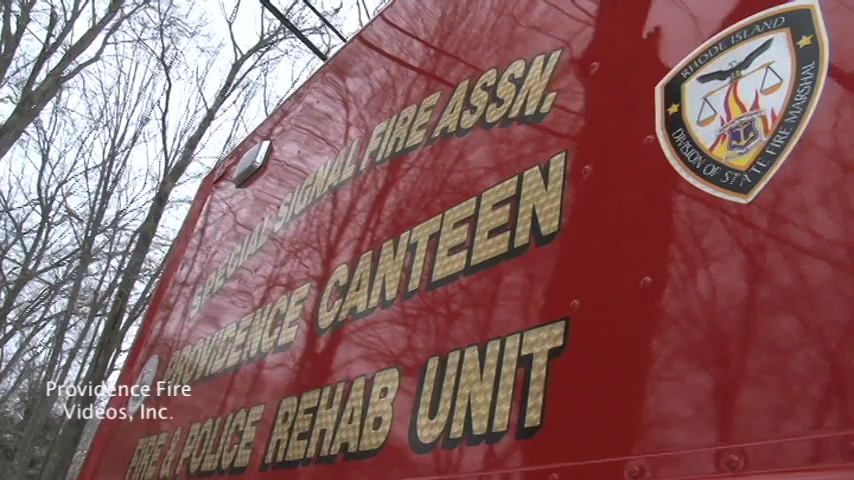 RHODE ISLAND
DIVISION OF STATE FIRE MARSHAL
SPECIAL SIGNAL FIRE ASSN.
PROVIDENCE CANTEEN
FIRE & POLICE REHAB UNIT
Providence Fire
Videos, Inc.